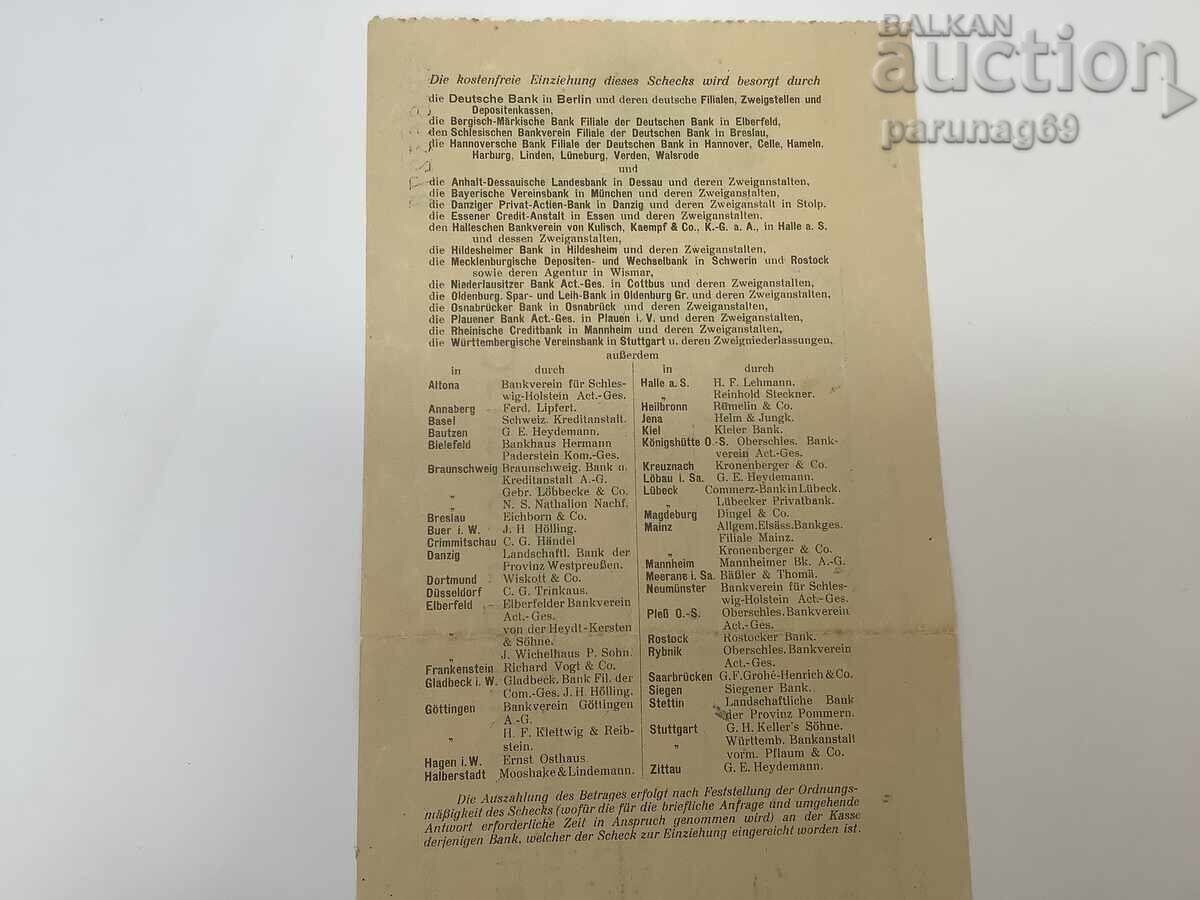 BALKAN
auction
parunag69
Die kostenfreie Einziehung dieses Schecks wird besorgt durch
die Deutsche Bank in Berlin und deren deutsche Filialen, Zweigstellen und
Depositenkassen,
die Bergisch-Märkische Bank Filiale der Deutschen Bank in Elberfeld,
den Schlesischen Bankverein Filiale der Deutschen Bank in Breslau,
die Hannoversche Bank Filiale der Deutschen Bank in Hannover, Celle, Hameln,
Harburg, Linden, Lüneburg, Verden, Walsrode
und
die Anhalt-Dessauische Landesbank in Dessau und deren Zweiganstalten,
die Bayerische Vereinsbank in München und deren Zweiganstalten,
die Danziger Privat-Actien-Bank in Danzig und deren Zweiganstalt in Stolp.
die Essener Credit-Anstalt in Essen und deren Zweiganstalten.
den Halleschen Bankverein von Kulisch, Kaempf & Co., K.-G. a. A., in Halle a. S.
und dessen Zweiganstalten,
die Hildesheimer Bank in Hildesheim und deren Zweiganstalten,
die Mecklenburgische Depositen- und Wechselbank in Schwerin und Rostock
sowie deren Agentur in Wismar,
die Niederlausitzer Bank Act.-Ges. in Cottbus und deren Zweiganstalten,
die Oldenburg. Spar- und Leih-Bank in Oldenburg Gr. und deren Zweiganstalten,
die Osnabrücker Bank in Osnabrück und deren Zweiganstalten,
die Plauener Bank Act.-Ges. in Plauen i. V. und deren Zweiganstalten,
die Rheinische Creditbank in Mannheim und deren Zweiganstalten,
die Württembergische Vereinsbank in Stuttgart u. deren Zweigniederlassungen,
außerdem
in durch
Altona Bankverein für Schles-
wig-Holstein Act.-Ges.
Annaberg Ferd. Lipfert.
Basel Schweiz. Kreditanstalt.
Bautzen G. E. Heydemann.
Bielefeld Bankhaus Hermann
Paderstein Kom.-Ges.
Braunschweig Braunschweig. Bank u.
Kreditanstalt A.-G.
„ Gebr. Löbbecke & Co.
„ N. S. Nathalion Nachf.
Breslau Eichborn & Co.
Buer i. W. J. H Hölling.
Crimmitschau C. G. Händel
Danzig Landschaftl. Bank der
Provinz Westpreußen.
Dortmund Wiskott & Co.
Düsseldorf C. G. Trinkaus.
Elberfeld Elberfelder Bankverein
Act.-Ges.
„ von der Heydt-Kersten
& Söhne.
„ J. Wichelhaus P. Sohn.
Frankenstein Richard Vogt & Co.
Gladbeck i. W. Gladbeck. Bank Fil. der
Com.-Ges. J. H. Hölling.
Göttingen Bankverein Göttingen
A.-G.
„ H. F. Klettwig & Reib-
stein.
Hagen i. W. Ernst Osthaus
Halberstadt Mooshake & Lindemann.
in durch
Halle a. S. H. F. Lehmann.
„ Reinhold Steckner.
Heilbronn Rümelin & Co.
Jena Helm & Jungk.
Kiel Kieler Bank.
Königshütte O.-S. Oberschles. Bank-
verein Act.-Ges.
Kreuznach Kronenberger & Co.
Löbau i. Sa. G. E. Heydemann.
Lübeck Commerz-Bank in Lübeck.
„ Lübecker Privatbank.
Magdeburg Dingel & Co.
Mainz Allgem. Elsäss. Bankges.
Filiale Mainz.
„ Kronenberger & Co.
Mannheim Mannheimer Bk. A.-G.
Meerane i. Sa. Bäßler & Thomä.
Neumünster Bankverein für Schles-
wig-Holstein Act.-Ges.
Pleß O.-S. Oberschles. Bankverein
Act.-Ges.
Rostock Rostocker Bank.
Rybnik Oberschles. Bankverein
Act.-Ges.
Saarbrücken G. F. Grohé-Henrich & Co.
Siegen Siegener Bank.
Stettin Landschaftliche Bank
der Provinz Pommern.
Stuttgart G. H. Keller's Söhne.
„ Württemb. Bankanstalt
vorm. Pflaum & Co.
Zittau G. E. Heydemann.
Die Auszahlung des Betrages erfolgt nach Feststellung der Ordnungs-
mäßigkeit des Schecks (wofür die für die briefliche Anfrage und umgehende
Antwort erforderliche Zeit in Anspruch genommen wird) an der Kasse
derjenigen Bank, welcher der Scheck zur Einziehung eingereicht worden ist.